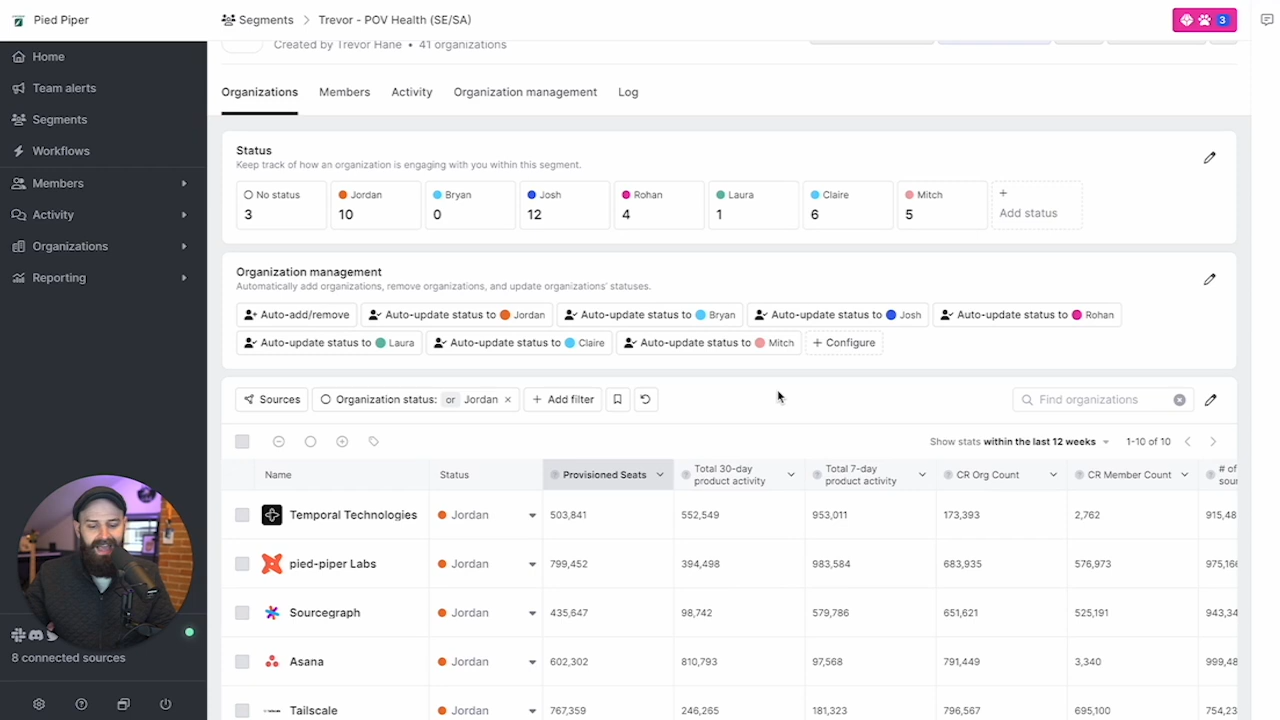 Pied Piper
Segments > Trevor - POV Health (SE/SA)
3
Created by Trevor Hane • 41 organizations
Home
Team alerts
Segments
Workflows
Members
Activity
Organizations
Reporting
8 connected sources
Organizations Members Activity Organization management Log
Status
Keep track of how an organization is engaging with you within this segment.
No status Jordan Bryan Josh Rohan Laura Claire Mitch +
3 10 0 12 4 1 6 5 Add status
Organization management
Automatically add organizations, remove organizations, and update organizations' statuses.
Auto-add/remove Auto-update status to Jordan Auto-update status to Bryan Auto-update status to Josh Auto-update status to Rohan
Auto-update status to Laura Auto-update status to Claire Auto-update status to Mitch + Configure
Sources Organization status: or Jordan × + Add filter Find organizations
Show stats within the last 12 weeks 1-10 of 10
Name Status Provisioned Seats Total 30-day product activity Total 7-day product activity CR Org Count CR Member Count # of
Temporal Technologies Jordan 503,841 552,549 953,011 173,393 2,762 915,48
pied-piper Labs Jordan 799,452 394,498 983,584 683,935 576,973
Sourcegraph Jordan 435,647 98,742 579,786 651,621 525,191 943,34
Asana Jordan 602,302 810,793 97,568 791,449 3,340 999,48
Tailscale Jordan 767,359 246,265 181,323 796,567 695,100 754,23